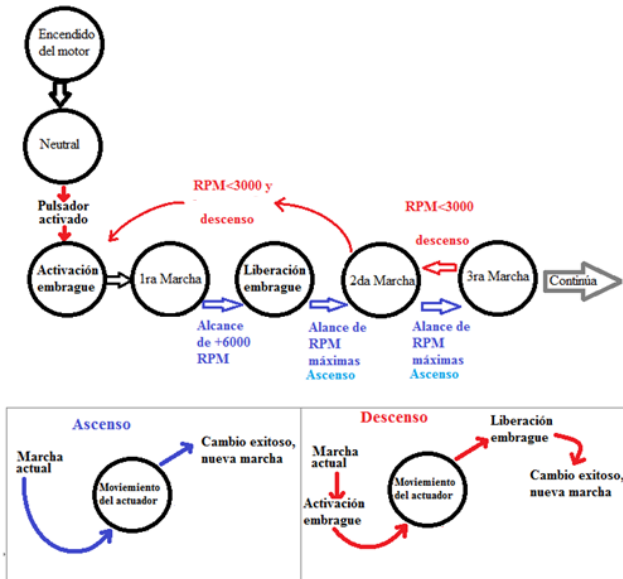 Encendido
del motor
Neutral
Pulsador
activado
RPM<3000 y
descenso
RPM<3000
descenso
Activación
embrague
1ra Marcha
Liberación
embrague
2da Marcha
3ra Marcha
Continúa
Alcance
de +6000
RPM
Alance de
RPM
máximas
Ascenso
Alance de
RPM
máximas
Ascenso
Ascenso
Marcha
actual
Moviemiento
del actuador
Cambio exitoso,
nueva marcha
Descenso
Marcha
actual
Activación
embrague
Moviemiento
del actuador
Liberación
embrague
Cambio exitoso,
nueva marcha